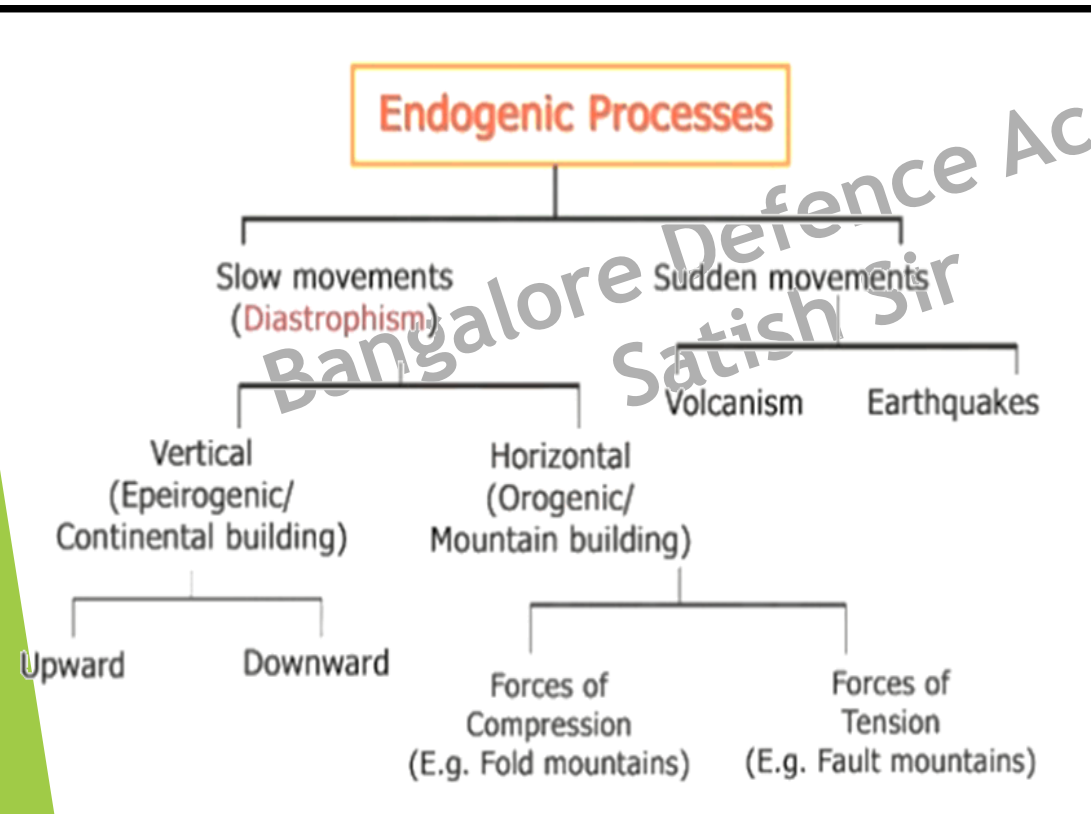 Endogenic Processes
Slow movements
(Diastrophism)
Sudden movements
Bangalore Defence Ac
Satish Sir
Volcanism
Earthquakes
Vertical
(Epeirogenic/
Continental building)
Horizontal
(Orogenic/
Mountain building)
Upward
Downward
Forces of
Compression
(E.g. Fold mountains)
Forces of
Tension
(E.g. Fault mountains)